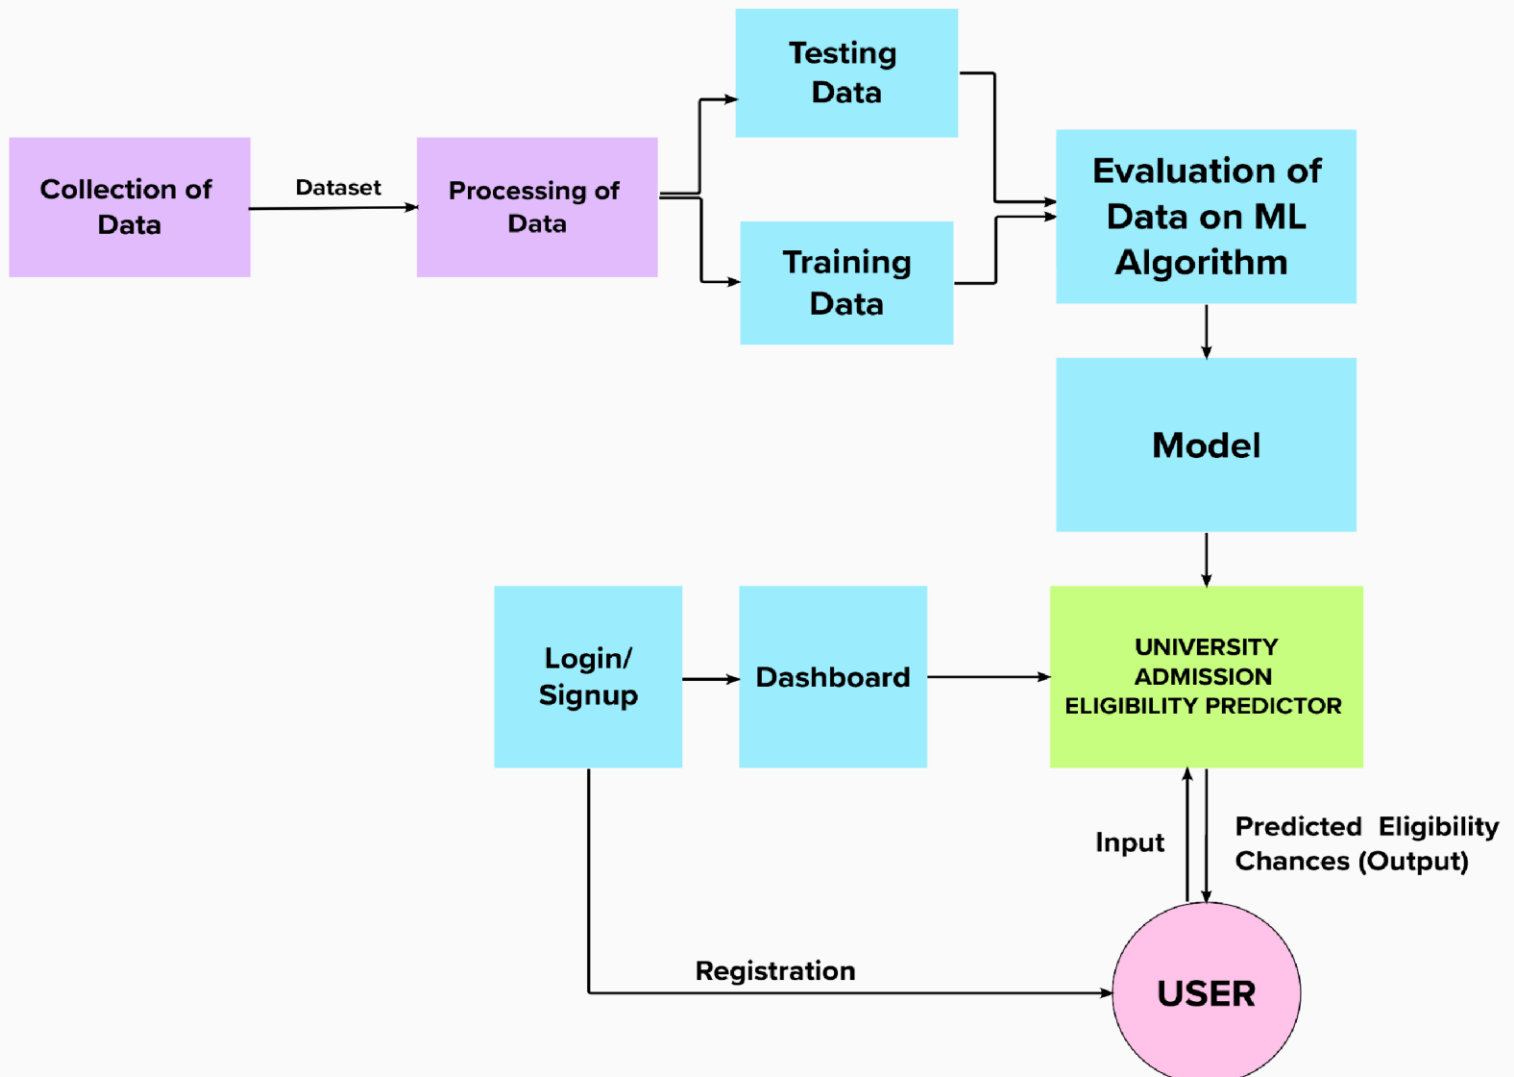 Collection of
Data
Dataset
Processing of
Data
Testing
Data
Training
Data
Evaluation of
Data on ML
Algorithm
Model
Login/
Signup
Dashboard
UNIVERSITY
ADMISSION
ELIGIBILITY PREDICTOR
Input
Predicted Eligibility
Chances (Output)
Registration
USER